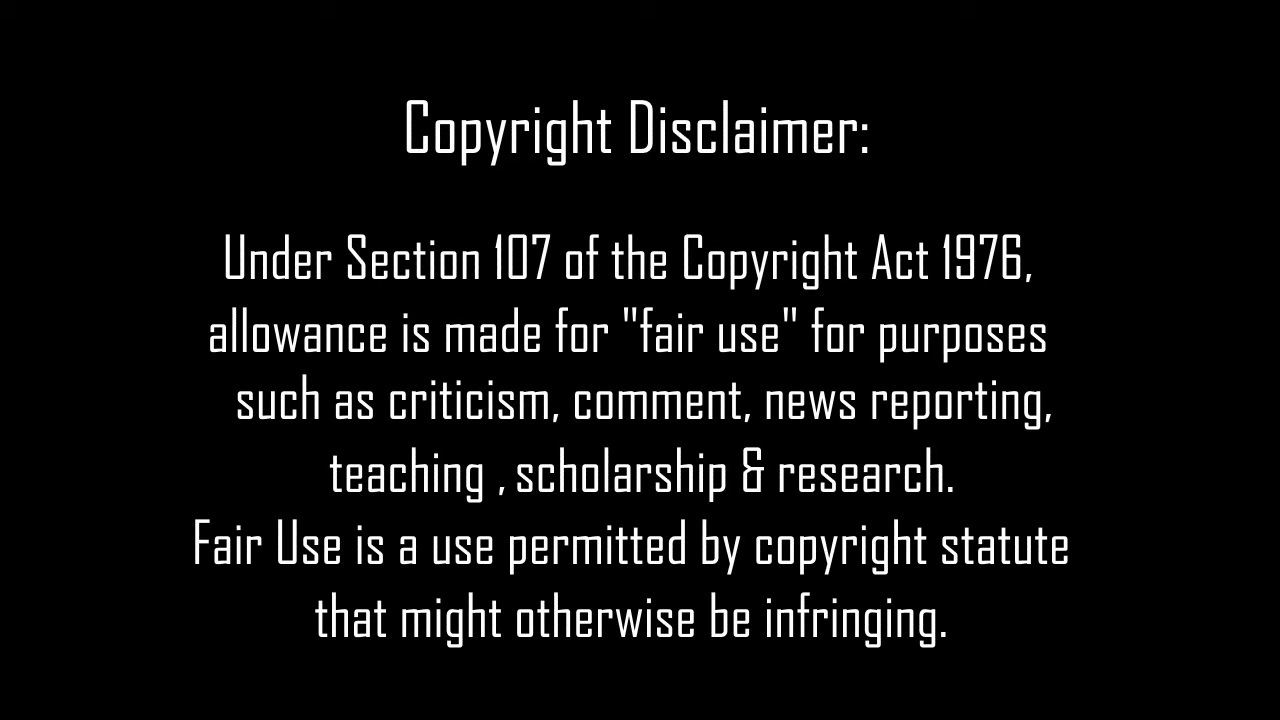 Copyright Disclaimer:
Under Section 107 of the Copyright Act 1976,
allowance is made for "fair use" for purposes
such as criticism, comment, news reporting,
teaching , scholarship & research.
Fair Use is a use permitted by copyright statute
that might otherwise be infringing.